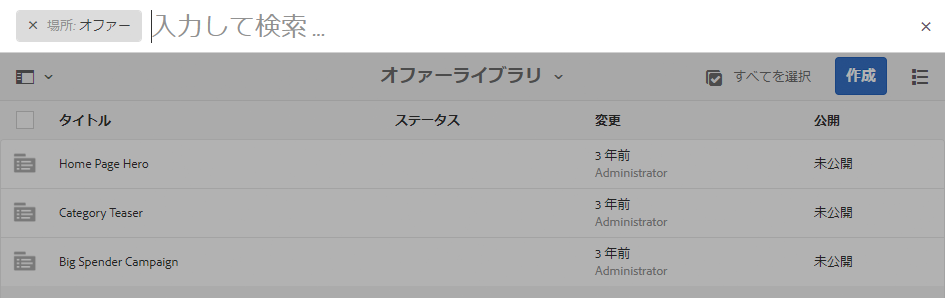 × 場所: オファー 入力して検索 ... ×
オファーライブラリ すべてを選択 作成
タイトル ステータス 変更 公開
Home Page Hero 3 年前 未公開
Administrator
Category Teaser 3 年前 未公開
Administrator
Big Spender Campaign 3 年前 未公開
Administrator